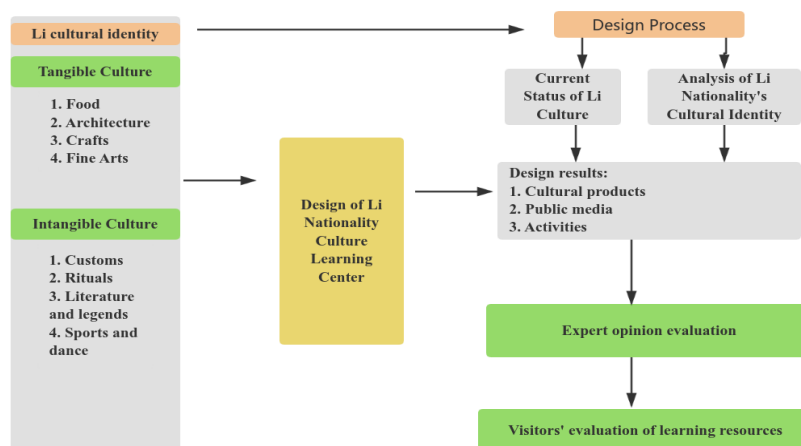 Li cultural identity
Tangible Culture
1. Food
2. Architecture
3. Crafts
4. Fine Arts
Intangible Culture
1. Customs
2. Rituals
3. Literature
and legends
4. Sports and
dance
Design of Li
Nationality
Culture
Learning
Center
Design Process
Current
Status of Li
Culture
Analysis of Li
Nationality's
Cultural Identity
Design results:
1. Cultural products
2. Public media
3. Activities
Expert opinion evaluation
Visitors' evaluation of learning resources